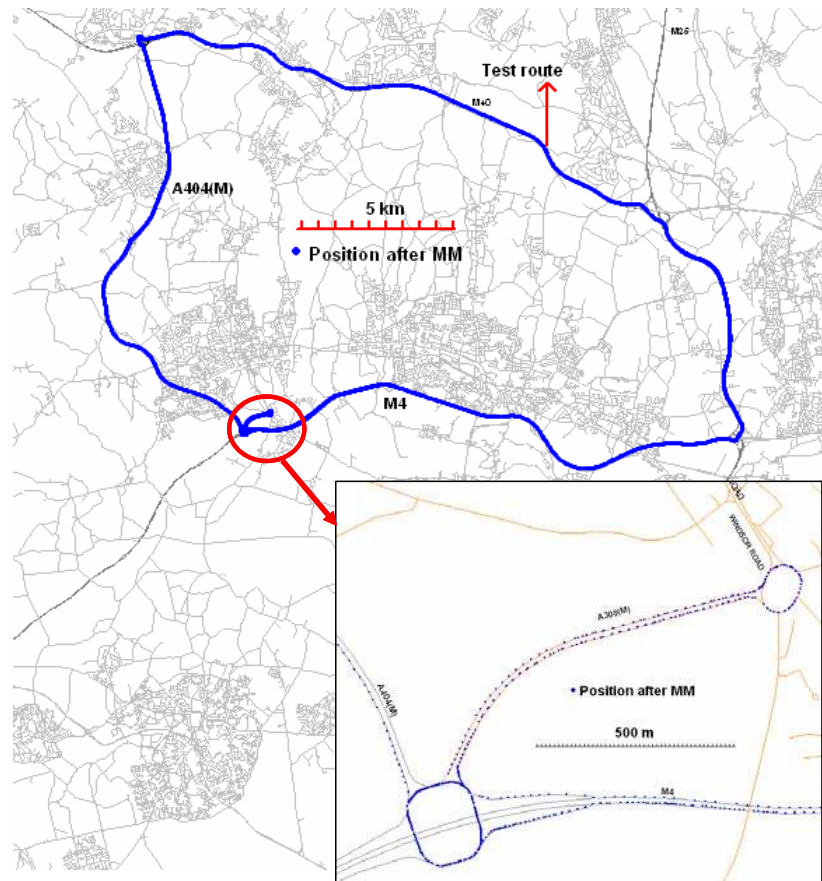 M25
Test route
M40
A404(M)
5 km
Position after MM
M4
ROAD
WINDSOR ROAD
A308(M)
A404(M)
Position after MM
500 m
M4